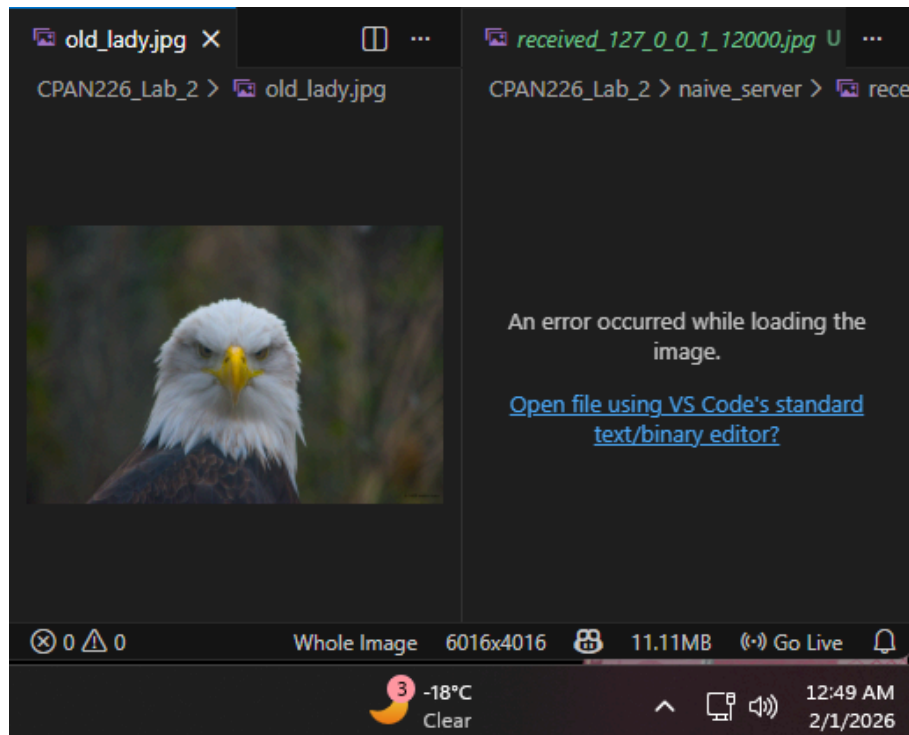 old_lady.jpg
received_127_0_0_1_12000.jpg U
CPAN226_Lab_2 > old_lady.jpg
CPAN226_Lab_2 > naive_server > rece
An error occurred while loading the
image.
Open file using VS Code's standard
text/binary editor?
0 0
Whole Image 6016x4016 11.11MB Go Live
3
-18°C
Clear
12:49 AM
2/1/2026